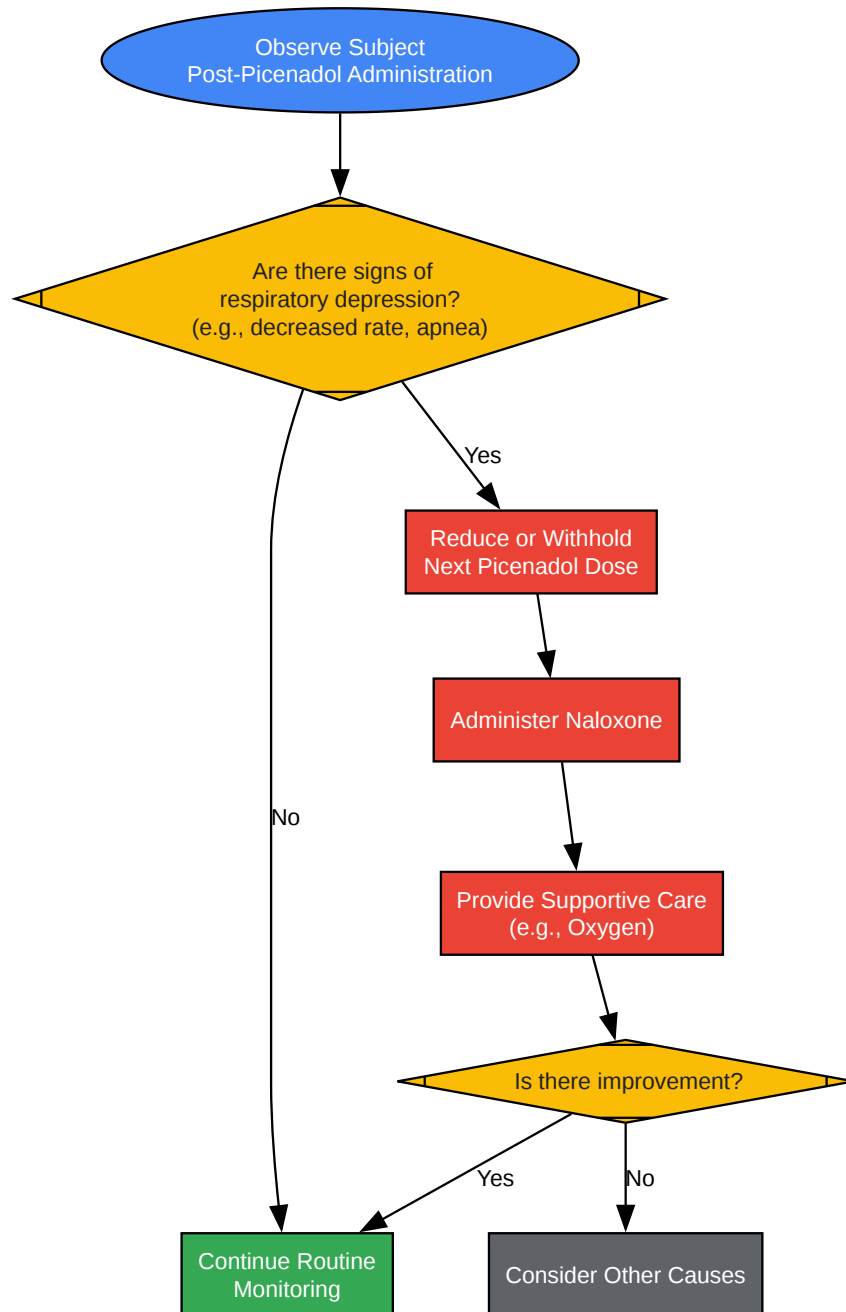 Observe Subject
Post-Picenadol Administration
Are there signs of
respiratory depression?
(e.g., decreased rate, apnea)
Yes
Reduce or Withhold
Next Picenadol Dose
Administer Naloxone
No
Provide Supportive Care
(e.g., Oxygen)
Is there improvement?
Yes
No
Continue Routine
Monitoring
Consider Other Causes